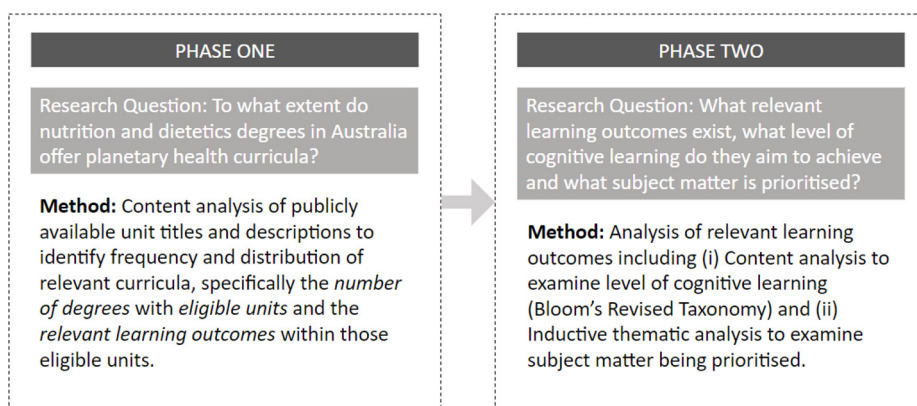 PHASE ONE
Research Question: To what extent do
nutrition and dietetics degrees in Australia
offer planetary health curricula?
Method: Content analysis of publicly
available unit titles and descriptions to
identify frequency and distribution of
relevant curricula, specifically the number
of degrees with eligible units and the
relevant learning outcomes within those
eligible units.
PHASE TWO
Research Question: What relevant
learning outcomes exist, what level of
cognitive learning do they aim to achieve
and what subject matter is prioritised?
Method: Analysis of relevant learning
outcomes including (i) Content analysis to
examine level of cognitive learning
(Bloom's Revised Taxonomy) and (ii)
Inductive thematic analysis to examine
subject matter being prioritised.